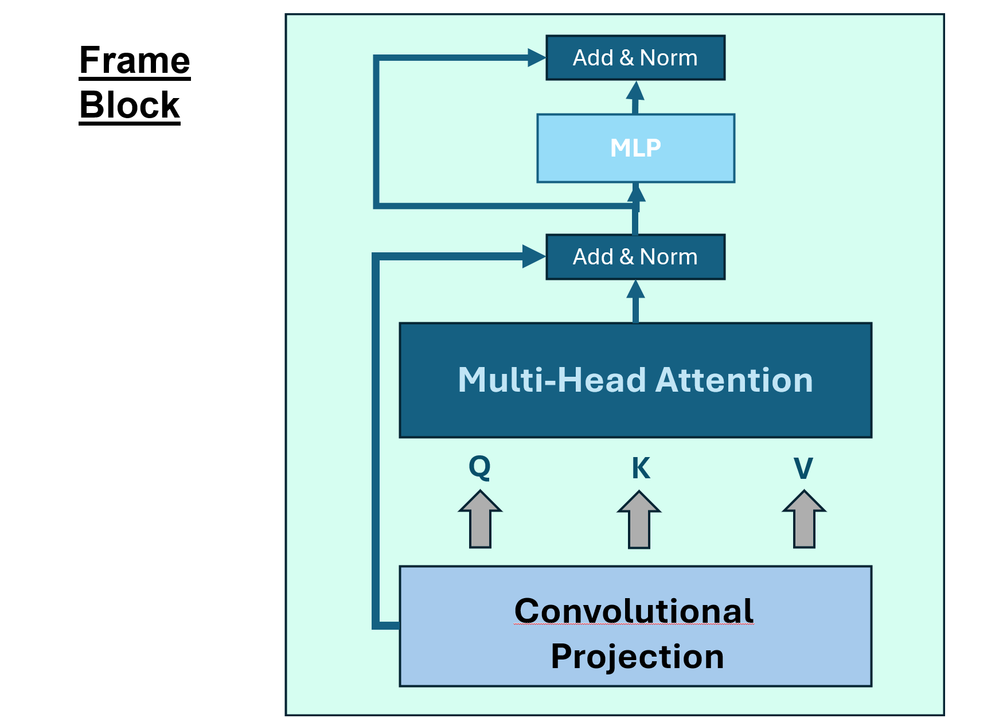 Frame
Block
Add & Norm
MLP
Add & Norm
Multi-Head Attention
Q K V
Convolutional
Projection